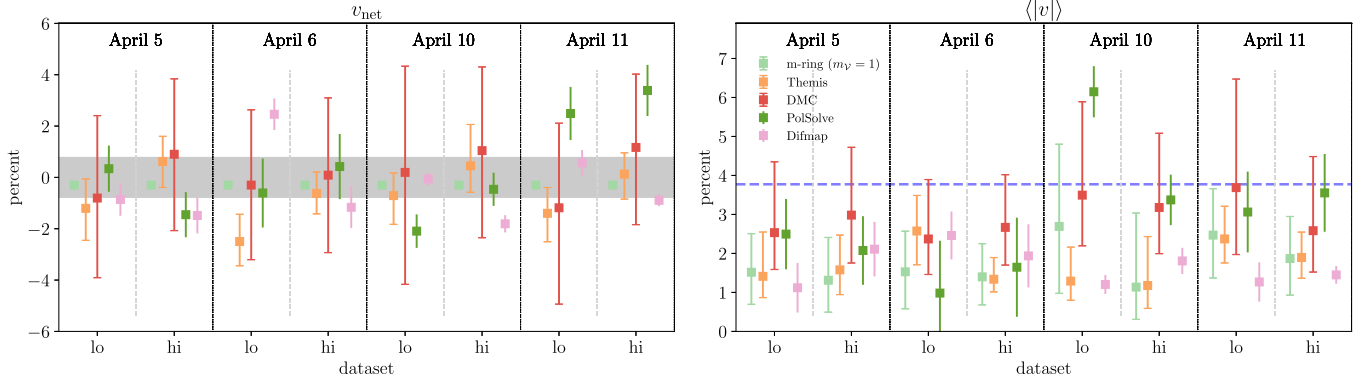 v_net
April 5 April 6 April 10 April 11
6
4
2
0
−2
−4
−6
percent
lo hi lo hi lo hi lo hi
dataset
⟨|v|⟩
April 5 April 6 April 10 April 11
m-ring (m_𝒱 = 1)
Themis
DMC
PolSolve
Difmap
7
6
5
4
3
2
1
0
percent
lo hi lo hi lo hi lo hi
dataset